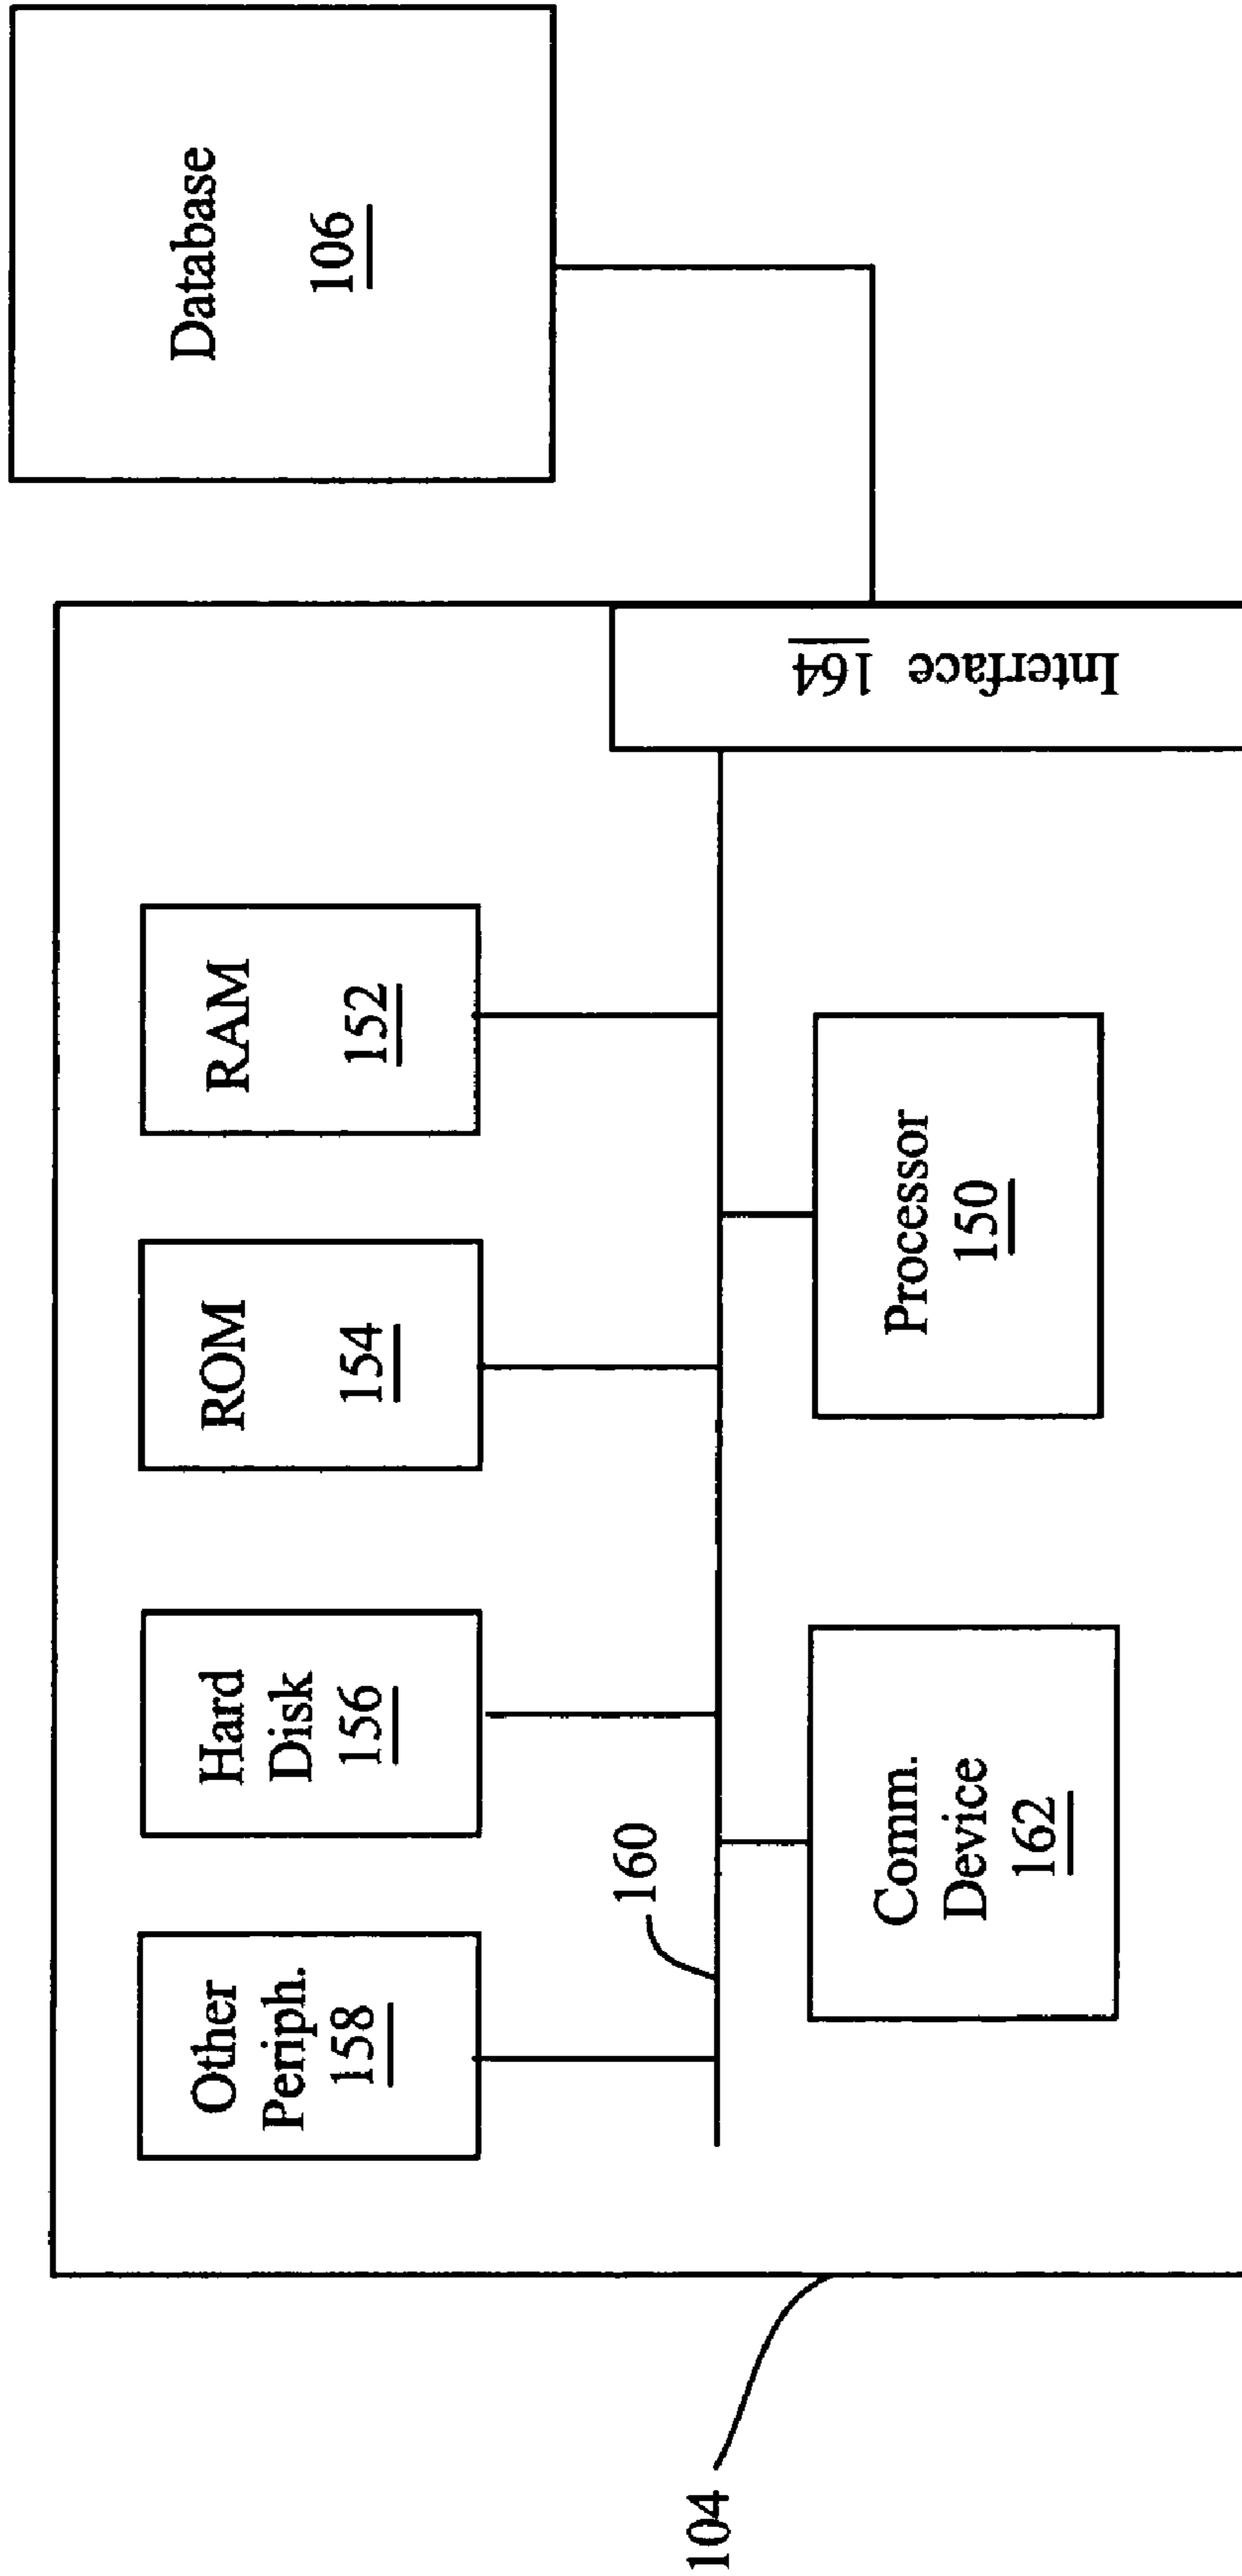 Other
Periph.
158
Hard
Disk
156
ROM
154
RAM
152
Database
106
160
Comm.
Device
162
Processor
150
Interface 164
104